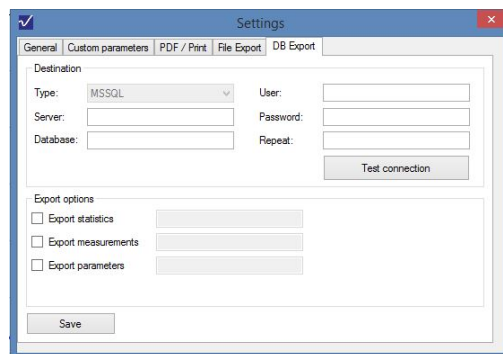 Settings
General Custom parameters PDF / Print File Export DB Export
Destination
Type: MSSQL User:
Server: Password:
Database: Repeat:
Test connection
Export options
Export statistics
Export measurements
Export parameters
Save